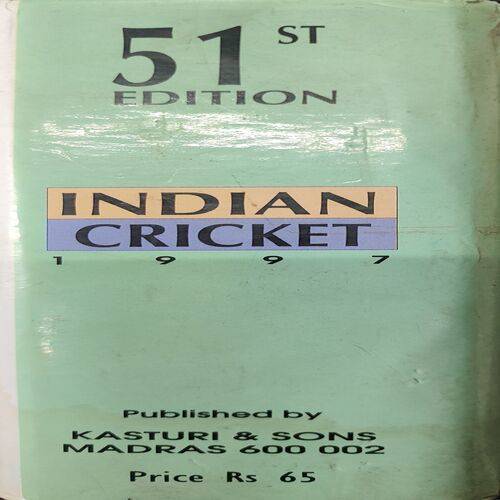 51 ST
EDITION
INDIAN
CRICKET
1 9 9 7
Published by
KASTURI & SONS
MADRAS 600 002
Price Rs 65